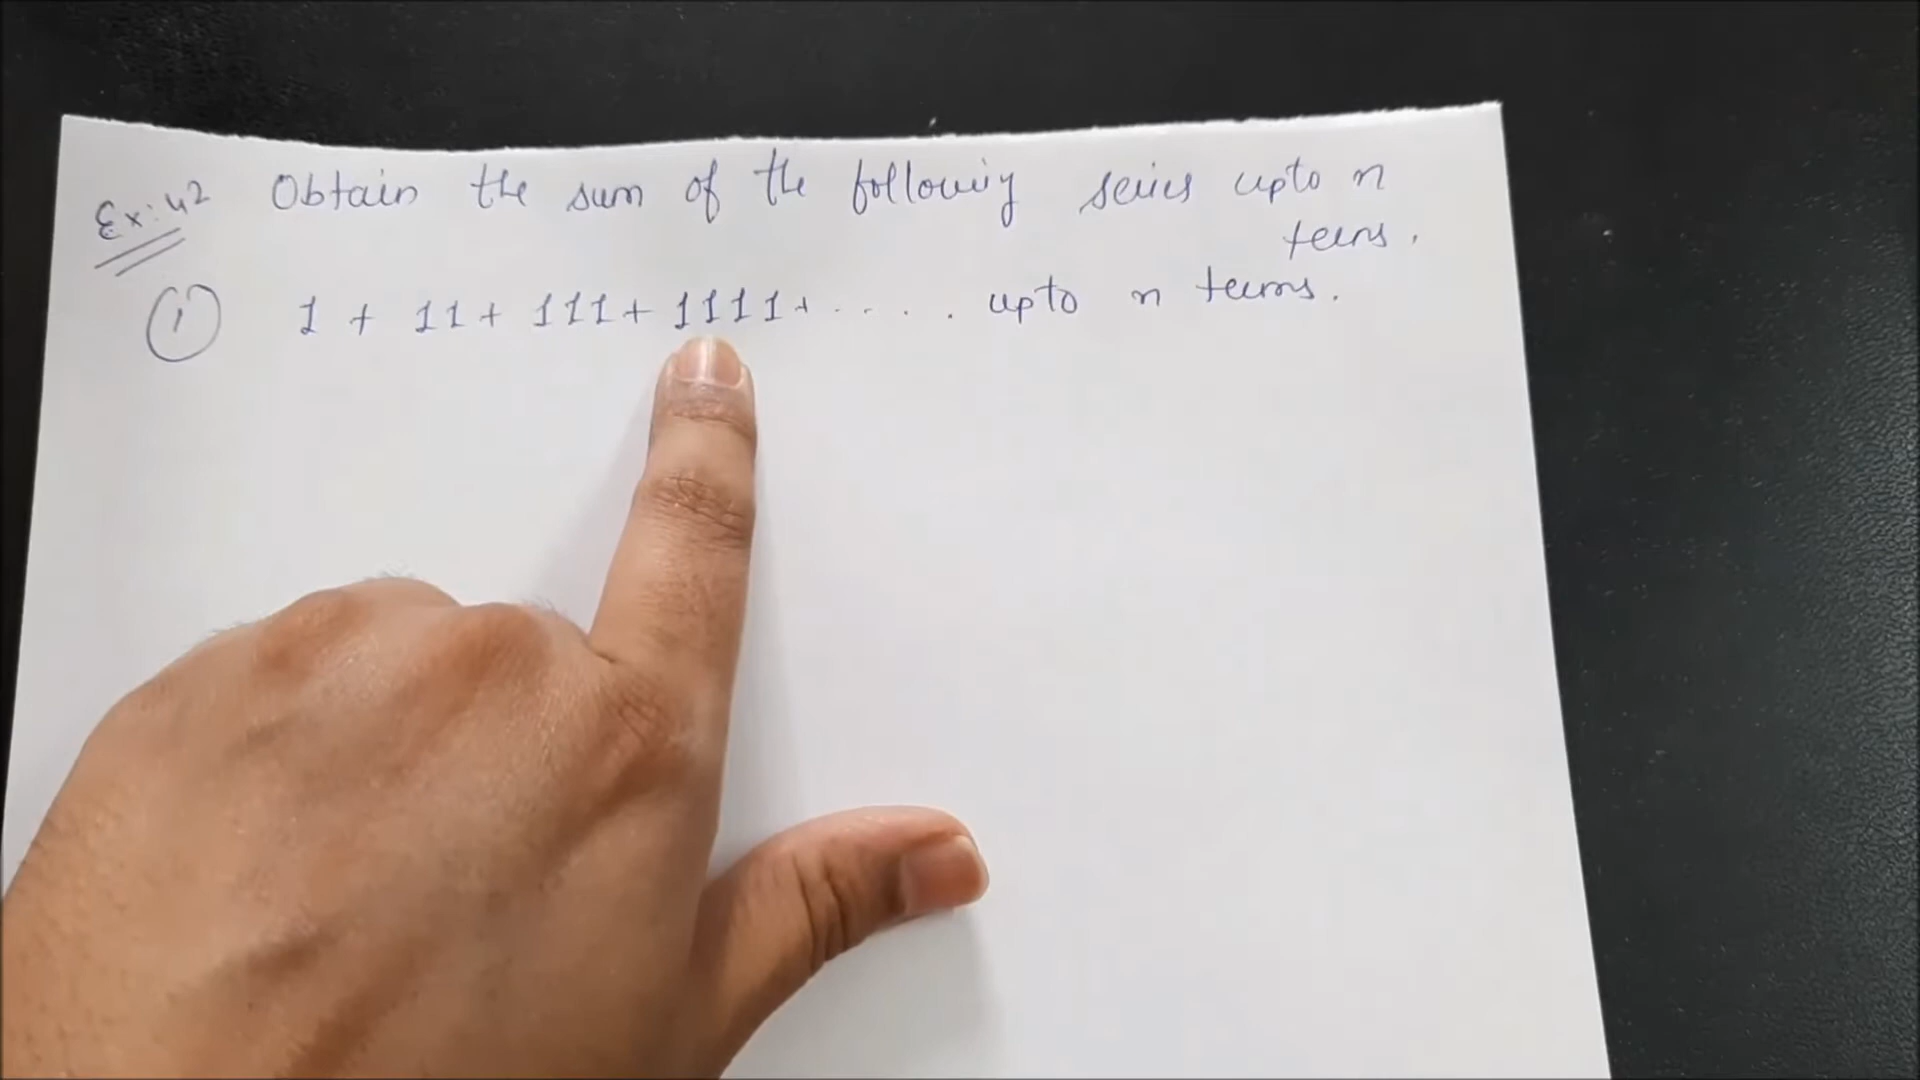 Ex:42 Obtain the sum of the following series upto n
terms.
① 1 + 11 + 111 + 1111 + . . . . upto n terms.